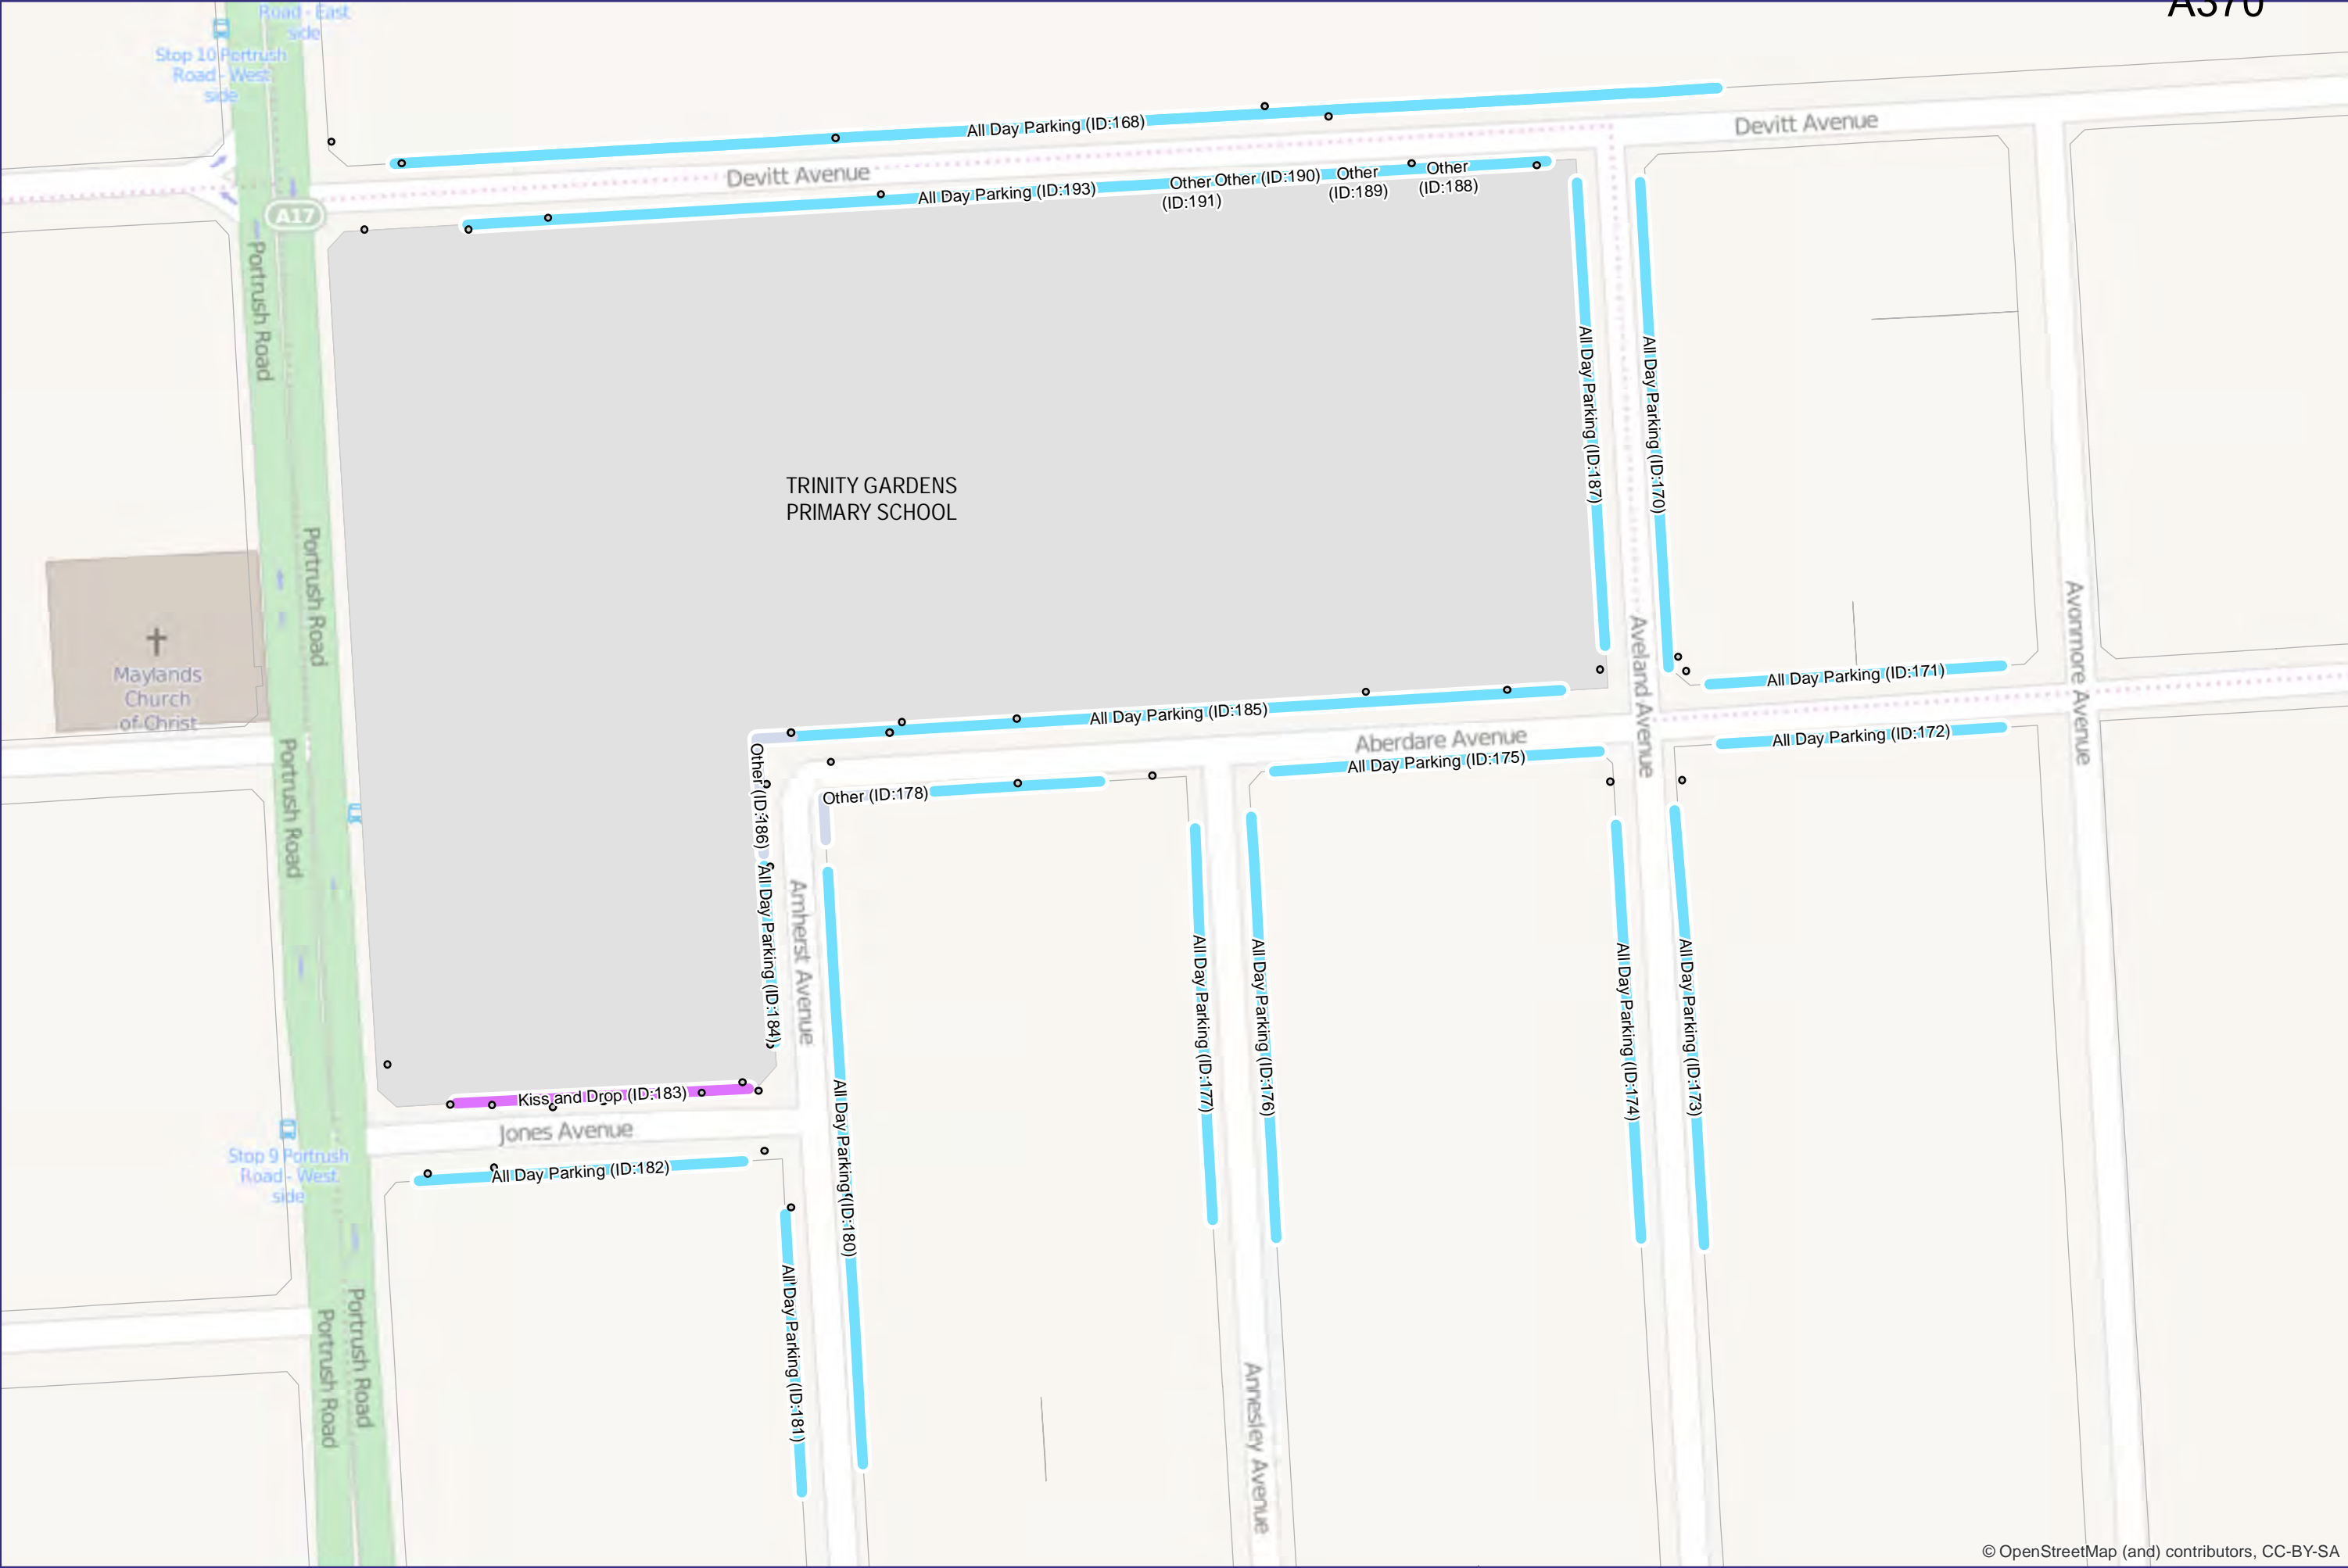 A370
Road - East
side
Stop 10 Portrush
Road - West
side
All Day Parking (ID:168)
Devitt Avenue
Devitt Avenue
All Day Parking (ID:193)
Other
(ID:191)
Other (ID:190)
Other
(ID:189)
Other
(ID:188)
A17
Portrush Road
All Day Parking (ID:187)
All Day Parking (ID:170)
TRINITY GARDENS
PRIMARY SCHOOL
Portrush Road
Maylands
Church
of Christ
Aveland Avenue
Avonmore Avenue
All Day Parking (ID:171)
All Day Parking (ID:185)
All Day Parking (ID:172)
Aberdare Avenue
All Day Parking (ID:175)
Portrush Road
Other (ID:186)
Other (ID:178)
All Day Parking (ID:184)
Amherst Avenue
All Day Parking (ID:177)
All Day Parking (ID:176)
All Day Parking (ID:174)
All Day Parking (ID:173)
Kiss and Drop (ID:183)
Jones Avenue
All Day Parking (ID:180)
Stop 9 Portrush
Road - West
side
All Day Parking (ID:182)
All Day Parking (ID:181)
Portrush Road
Portrush Road
Annesley Avenue
© OpenStreetMap (and) contributors, CC-BY-SA